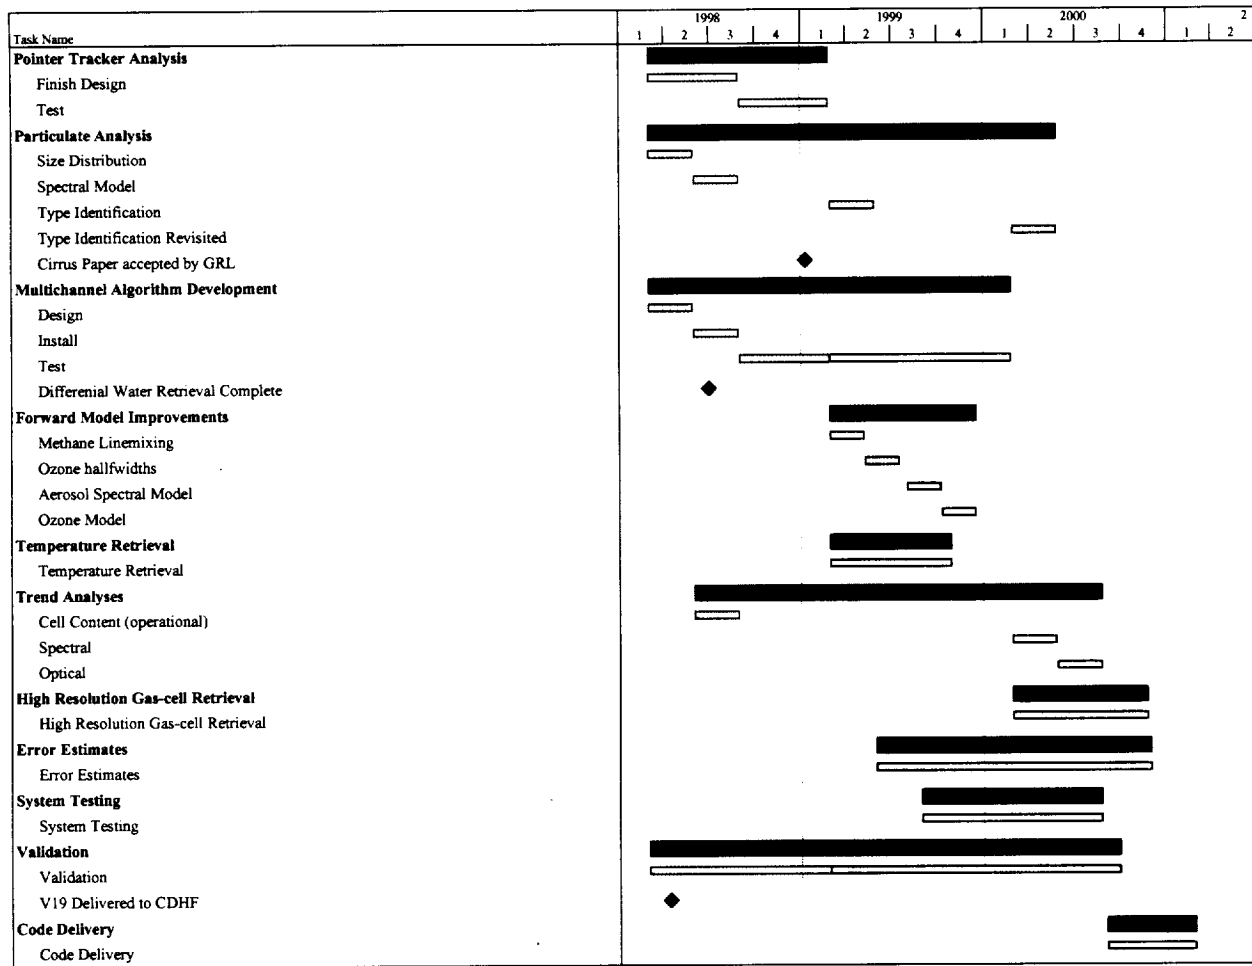 1998 1999 2000 2
Task Name 1 2 3 4 1 2 3 4 1 2 3 4 1 2
Pointer Tracker Analysis
Finish Design
Test
Particulate Analysis
Size Distribution
Spectral Model
Type Identification
Type Identification Revisited
Cirrus Paper accepted by GRL
Multichannel Algorithm Development
Design
Install
Test
Differenial Water Retrieval Complete
Forward Model Improvements
Methane Linemixing
Ozone hallfwidths
Aerosol Spectral Model
Ozone Model
Temperature Retrieval
Temperature Retrieval
Trend Analyses
Cell Content (operational)
Spectral
Optical
High Resolution Gas-cell Retrieval
High Resolution Gas-cell Retrieval
Error Estimates
Error Estimates
System Testing
System Testing
Validation
Validation
V19 Delivered to CDHF
Code Delivery
Code Delivery